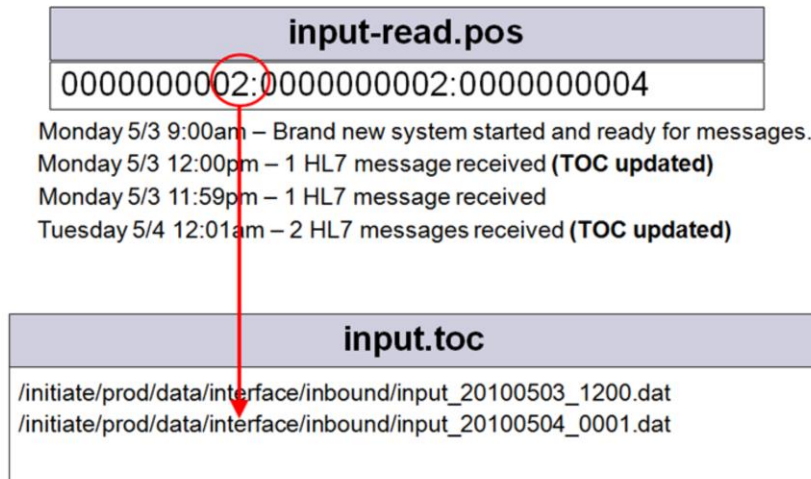 input-read.pos
0000000002:0000000002:0000000004
Monday 5/3 9:00am – Brand new system started and ready for messages.
Monday 5/3 12:00pm – 1 HL7 message received (TOC updated)
Monday 5/3 11:59pm – 1 HL7 message received
Tuesday 5/4 12:01am – 2 HL7 messages received (TOC updated)
input.toc
/initiate/prod/data/interface/inbound/input_20100503_1200.dat
/initiate/prod/data/interface/inbound/input_20100504_0001.dat